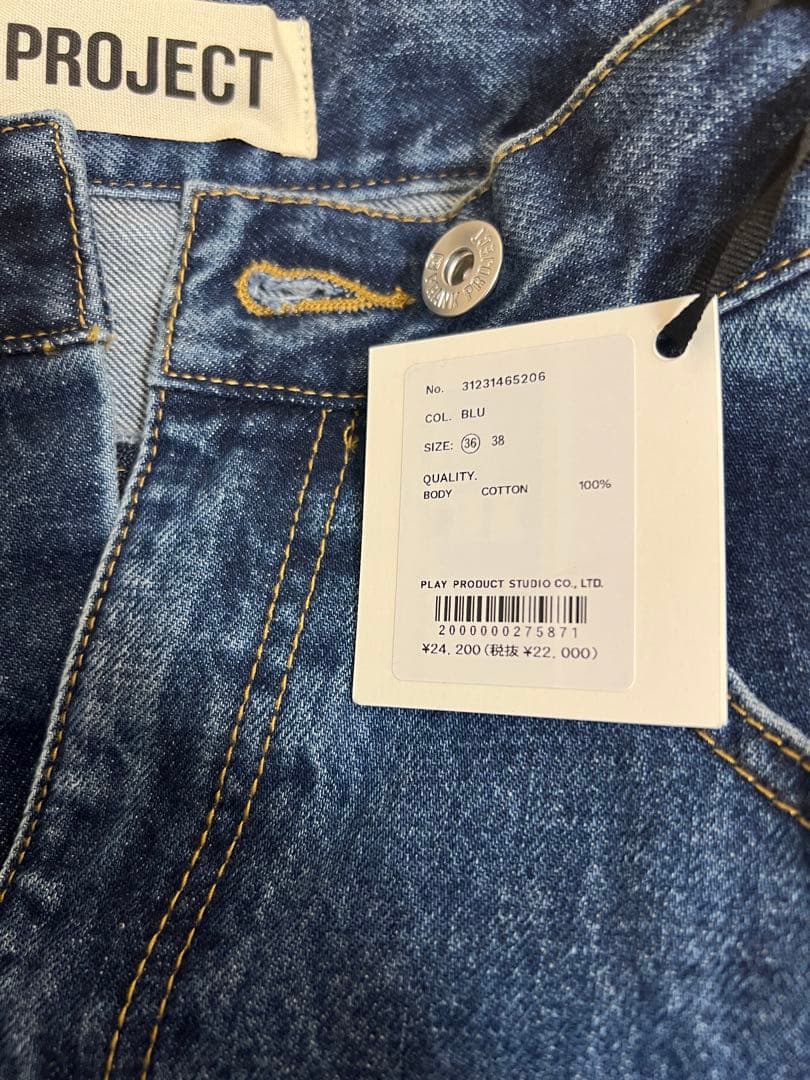 PROJECT
No. 31231465206
COL. BLU
SIZE: 36 38
QUALITY.
BODY COTTON 100%
PLAY PRODUCT STUDIO CO., LTD.
2000000275871
¥24, 200(税抜 ¥22, 000)